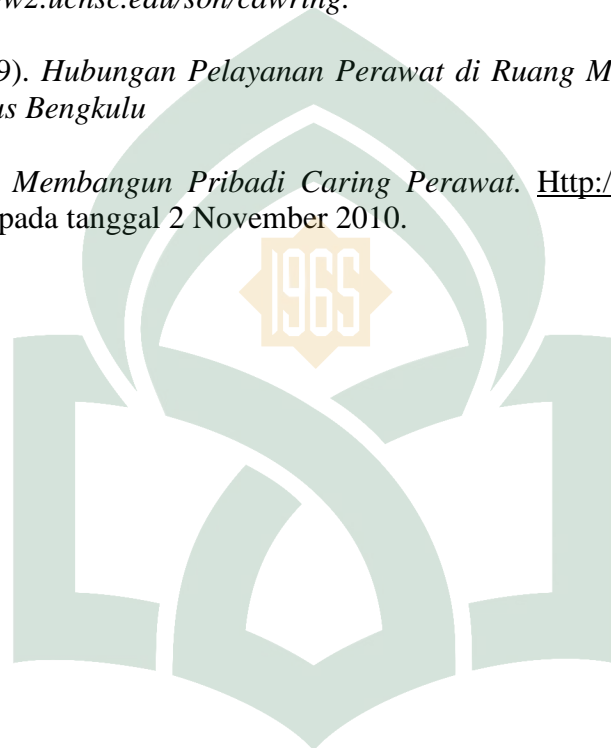 w2.uchsc.edu/son/cawring.
9). Hubungan Pelayanan Perawat di Ruang M
us Bengkulu
Membangun Pribadi Caring Perawat. Http:/
pada tanggal 2 November 2010.
1965